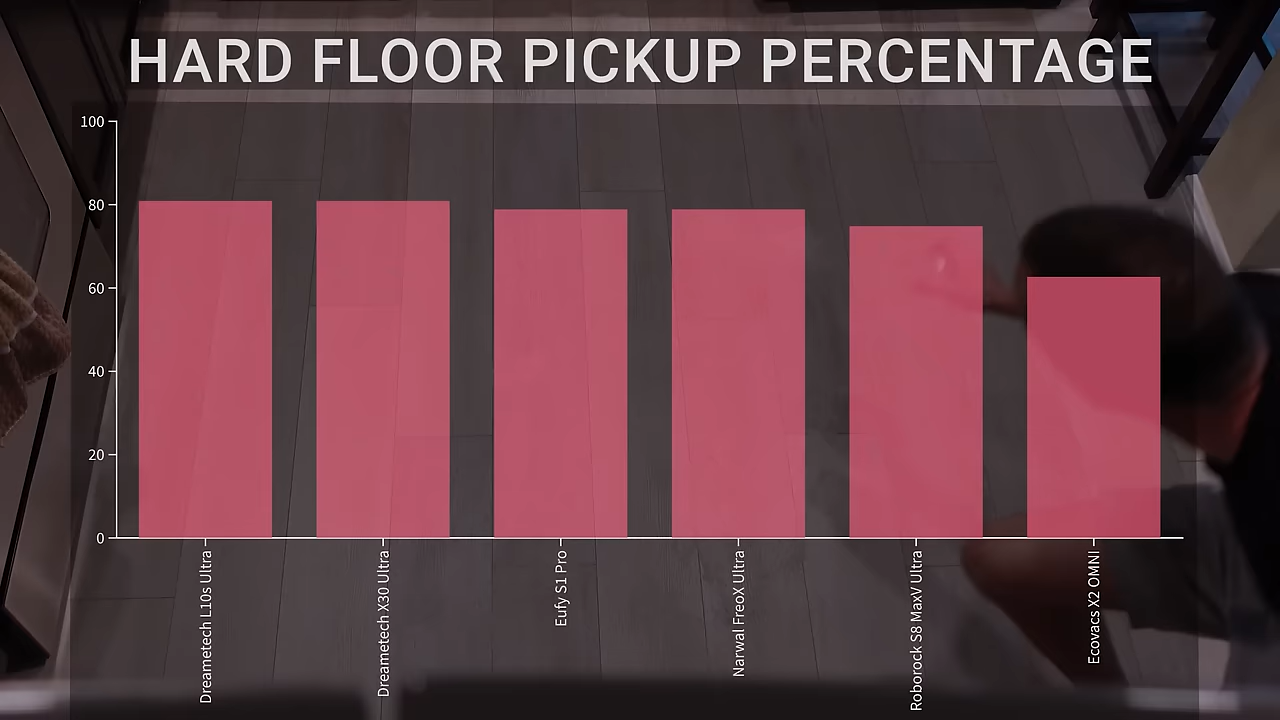 HARD FLOOR PICKUP PERCENTAGE
100
80
60
40
20
0
Dreametech L10s Ultra
Dreametech X30 Ultra
Eufy S1 Pro
Narwal FreoX Ultra
Roborock S8 MaxV Ultra
Ecovacs X2 OMNI